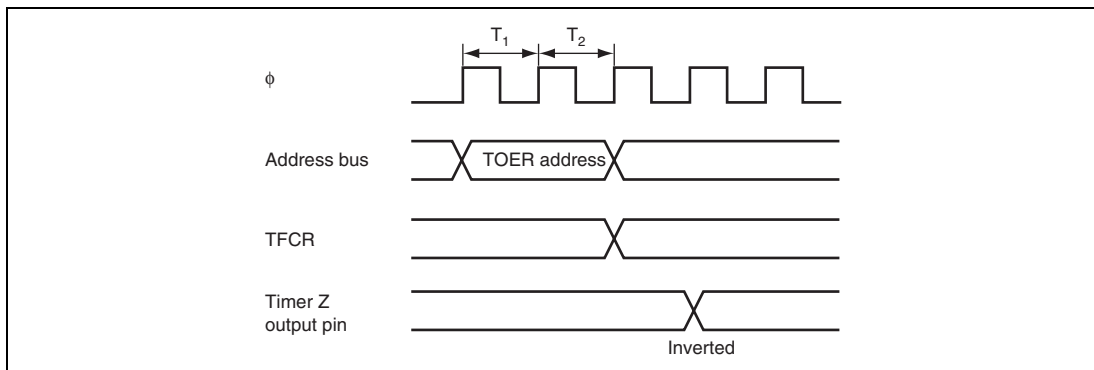 T1 T2
ϕ
Address bus
TOER address
TFCR
Timer Z
output pin
Inverted